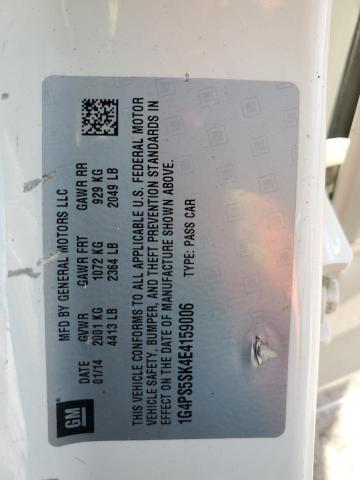 GM
MFD BY GENERAL MOTORS LLC
DATE GVWR GAWR FRT GAWR RR
01/14 2001 KG 1072 KG 929 KG
4413 LB 2364 LB 2049 LB
THIS VEHICLE CONFORMS TO ALL APPLICABLE U.S. FEDERAL MOTOR
VEHICLE SAFETY, BUMPER, AND THEFT PREVENTION STANDARDS IN
EFFECT ON THE DATE OF MANUFACTURE SHOWN ABOVE.
1G4PS5SK4E4159006 TYPE: PASS CAR